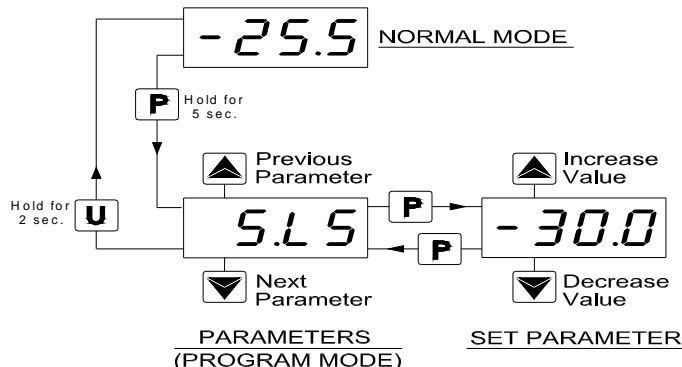 -25.5 NORMAL MODE
P Hold for
5 sec.
Previous
Parameter
Increase
Value
Hold for
2 sec. U
S.LS
P
P
-30.0
Next
Parameter
Decrease
Value
PARAMETERS
(PROGRAM MODE)
SET PARAMETER